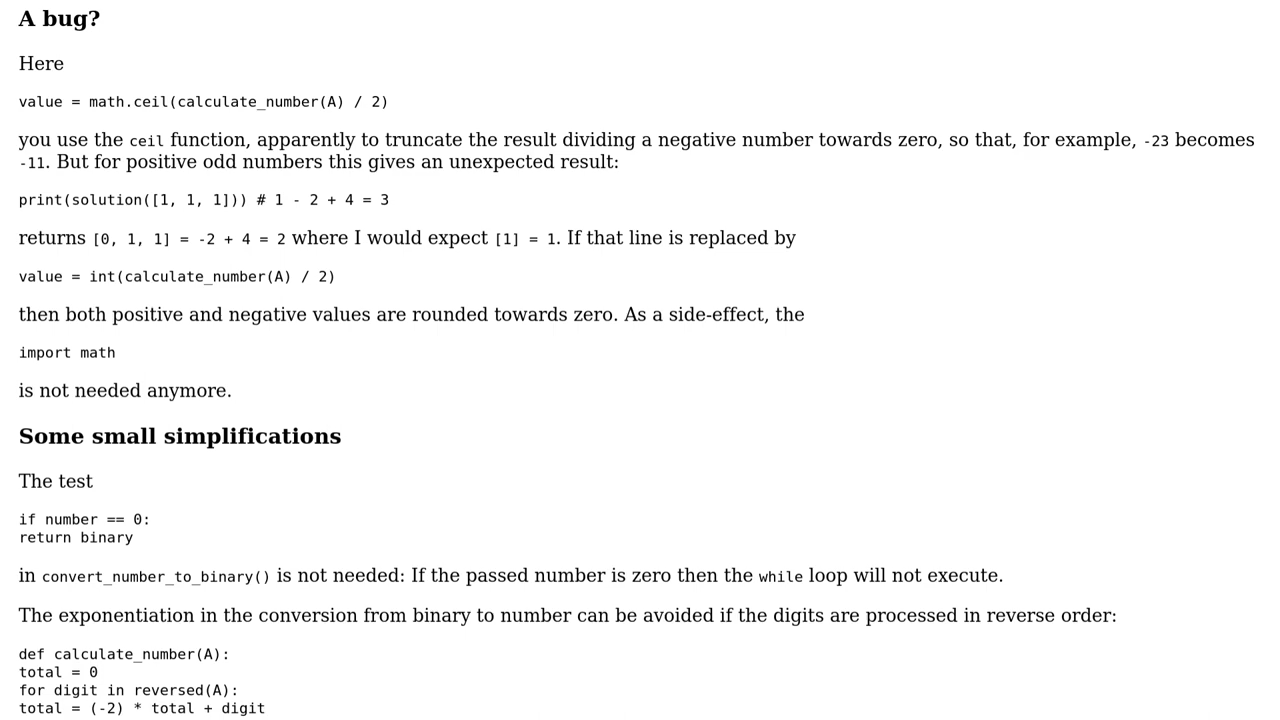 A bug?
Here
value = math.ceil(calculate_number(A) / 2)
you use the ceil function, apparently to truncate the result dividing a negative number towards zero, so that, for example, -23 becomes
-11. But for positive odd numbers this gives an unexpected result:
print(solution([1, 1, 1])) # 1 - 2 + 4 = 3
returns [0, 1, 1] = -2 + 4 = 2 where I would expect [1] = 1. If that line is replaced by
value = int(calculate_number(A) / 2)
then both positive and negative values are rounded towards zero. As a side-effect, the
import math
is not needed anymore.
Some small simplifications
The test
if number == 0:
return binary
in convert_number_to_binary() is not needed: If the passed number is zero then the while loop will not execute.
The exponentiation in the conversion from binary to number can be avoided if the digits are processed in reverse order:
def calculate_number(A):
total = 0
for digit in reversed(A):
total = (-2) * total + digit